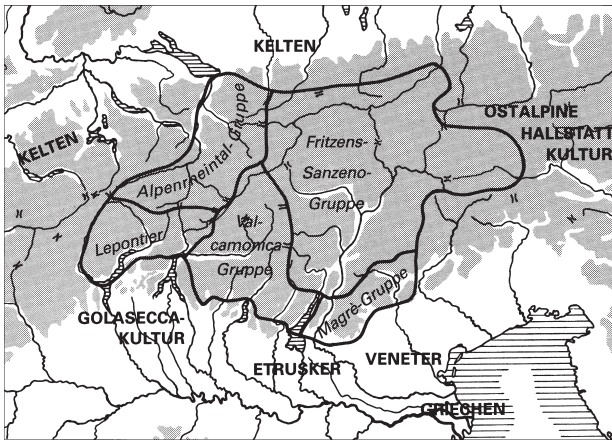 KELTEN
OSTALPINE
HALLSTATT
KULTUR
KELTEN
Alpenrheintal-Gruppe
Fritzens-
Sanzeno-
Gruppe
Lepontier
Val-
camonica-
Gruppe
Magrè-Gruppe
GOLASECCA-
KULTUR
ETRUSKER
VENETER
GRIECHEN